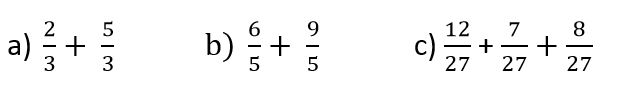 a) 2/3 + 5/3 b) 6/5 + 9/5 c) 12/27 + 7/27 + 8/27